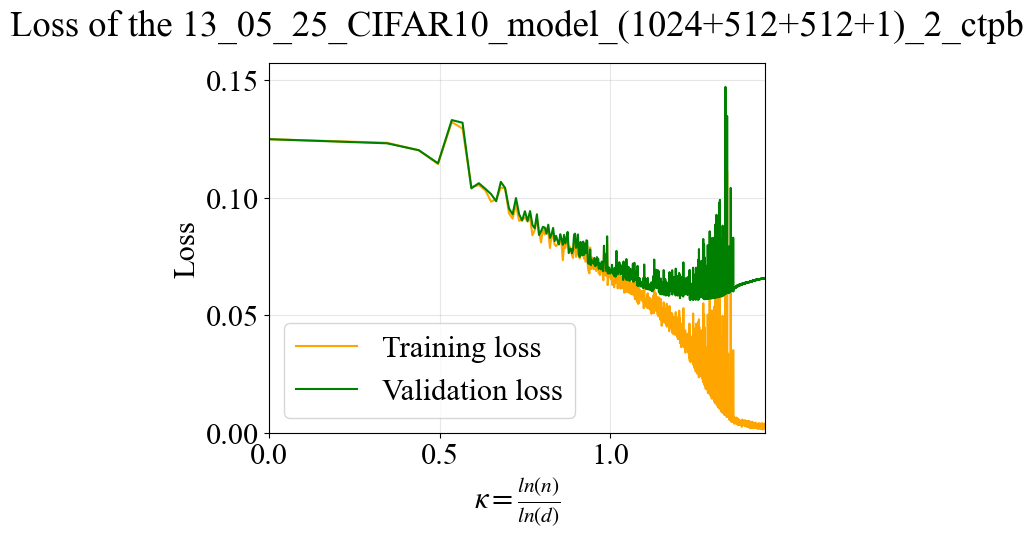 Loss of the 13_05_25_CIFAR10_model_(1024+512+512+1)_2_ctpb
0.15
0.10
Loss
0.05
Training loss
Validation loss
0.00
0.0 0.5 1.0
κ = ln(n)/ln(d)